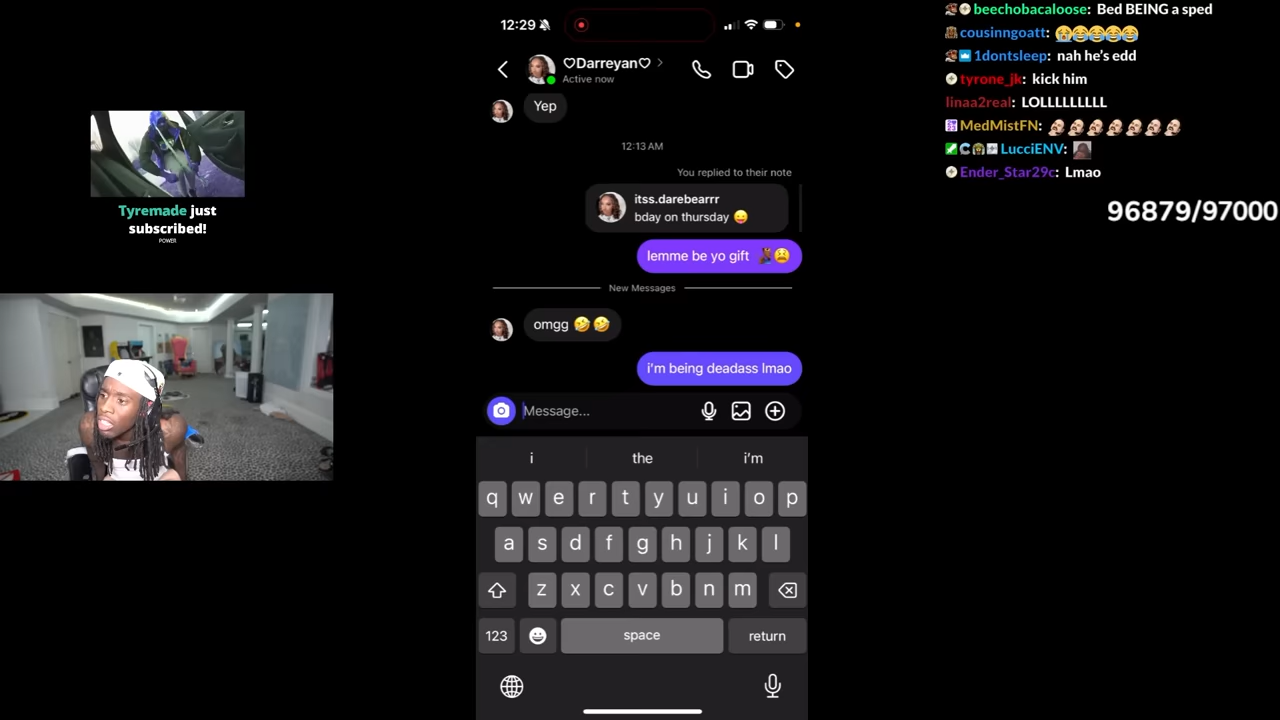 Tyremade just
subscribed!
POWER
12:29
♡Darreyan♡
Active now
Yep
12:13 AM
You replied to their note
itss.darebearrr
bday on thursday 😛
lemme be yo gift
New Messages
omgg 🤣🤣
i'm being deadass lmao
Message...
i the i'm
q w e r t y u i o p
a s d f g h j k l
z x c v b n m
123 space return
beechobacaloose: Bed BEING a sped
cousinngoatt: 😭😂😂😂😂
1dontsleep: nah he's edd
tyrone_jk: kick him
linaa2real: LOLLLLLLLLL
MedMistFN:
LucciENV:
Ender_Star29c: Lmao
96879/97000